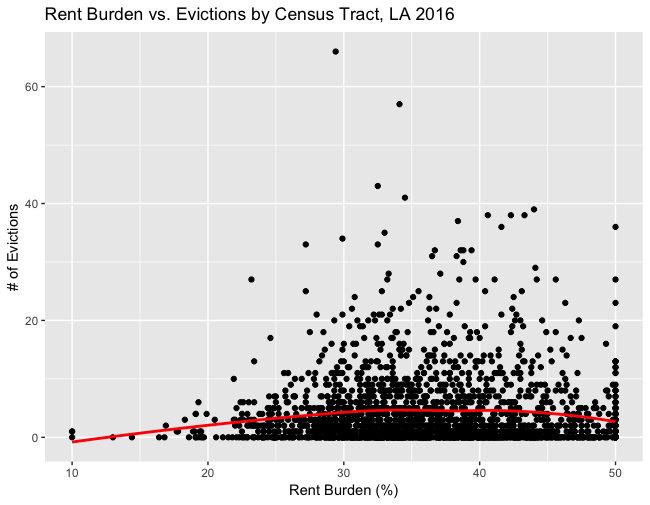 Rent Burden vs. Evictions by Census Tract, LA 2016
# of Evictions
60
40
20
0
10 20 30 40 50
Rent Burden (%)